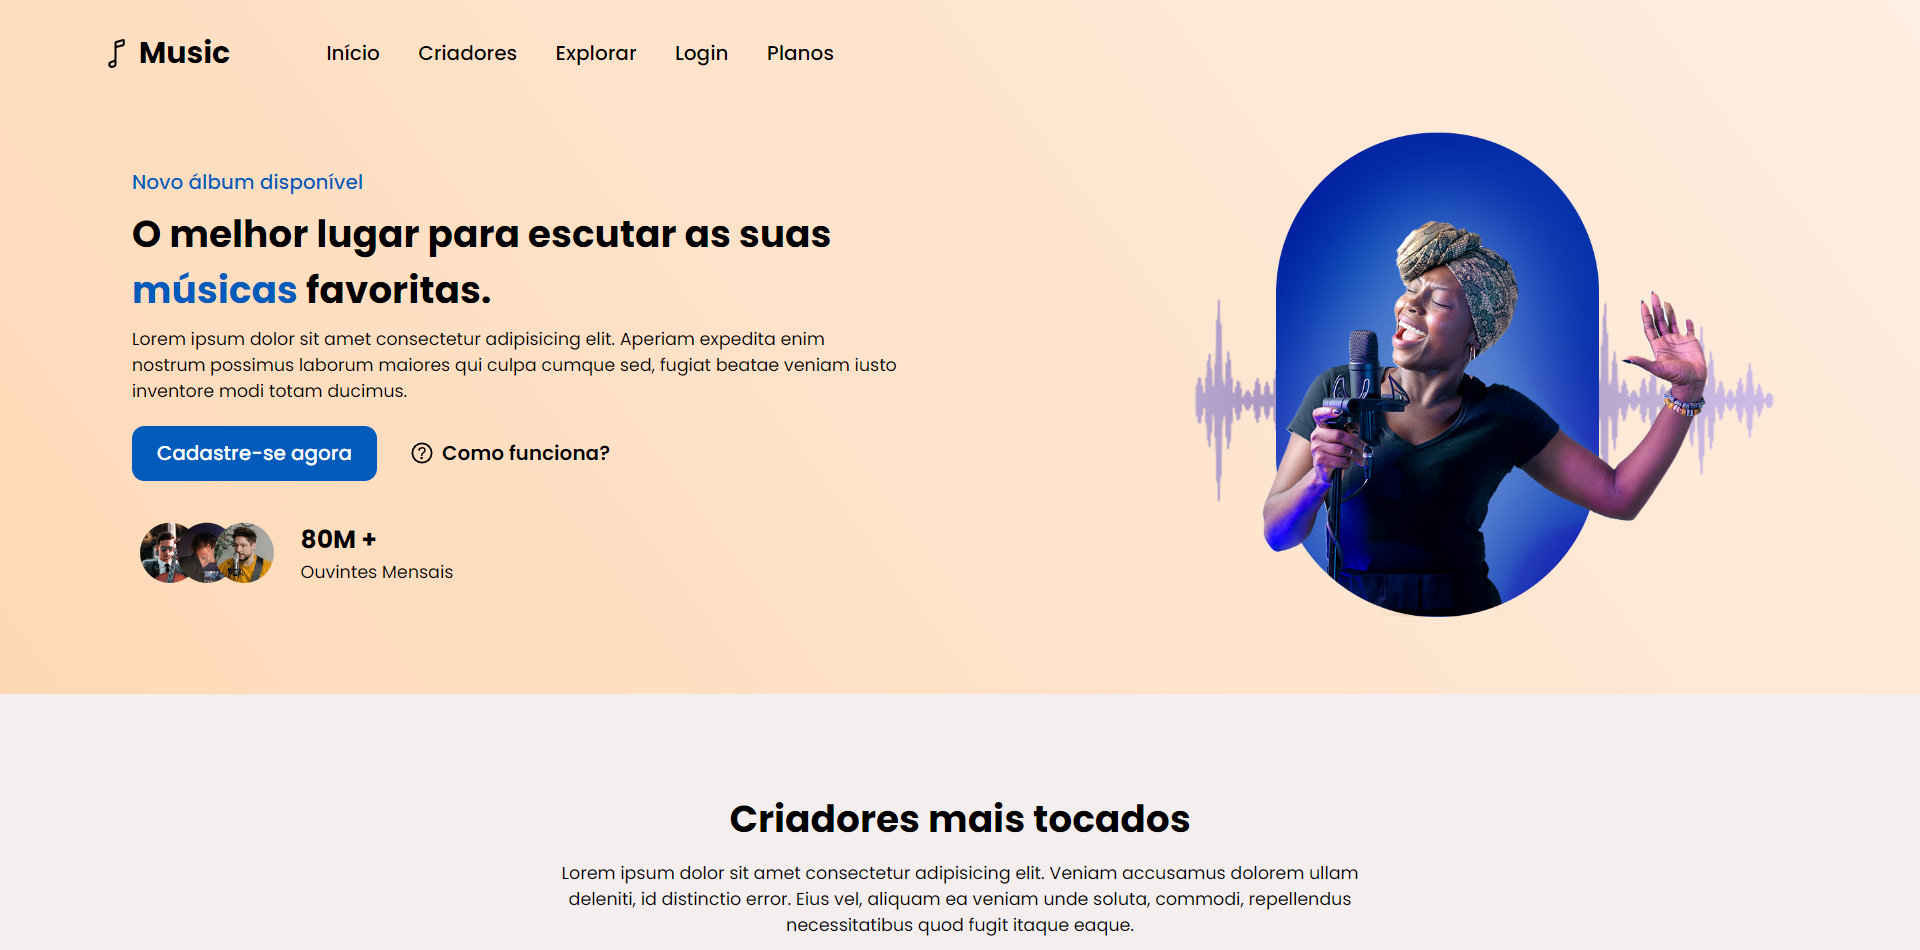 Music
Início
Criadores
Explorar
Login
Planos
Novo álbum disponível
O melhor lugar para escutar as suas
músicas favoritas.
Lorem ipsum dolor sit amet consectetur adipisicing elit. Aperiam expedita enim
nostrum possimus laborum maiores qui culpa cumque sed, fugiat beatae veniam iusto
inventore modi totam ducimus.
Cadastre-se agora
Como funciona?
80M +
Ouvintes Mensais
Criadores mais tocados
Lorem ipsum dolor sit amet consectetur adipisicing elit. Veniam accusamus dolorem ullam
deleniti, id distinctio error. Eius vel, aliquam ea veniam unde soluta, commodi, repellendus
necessitatibus quod fugit itaque eaque.